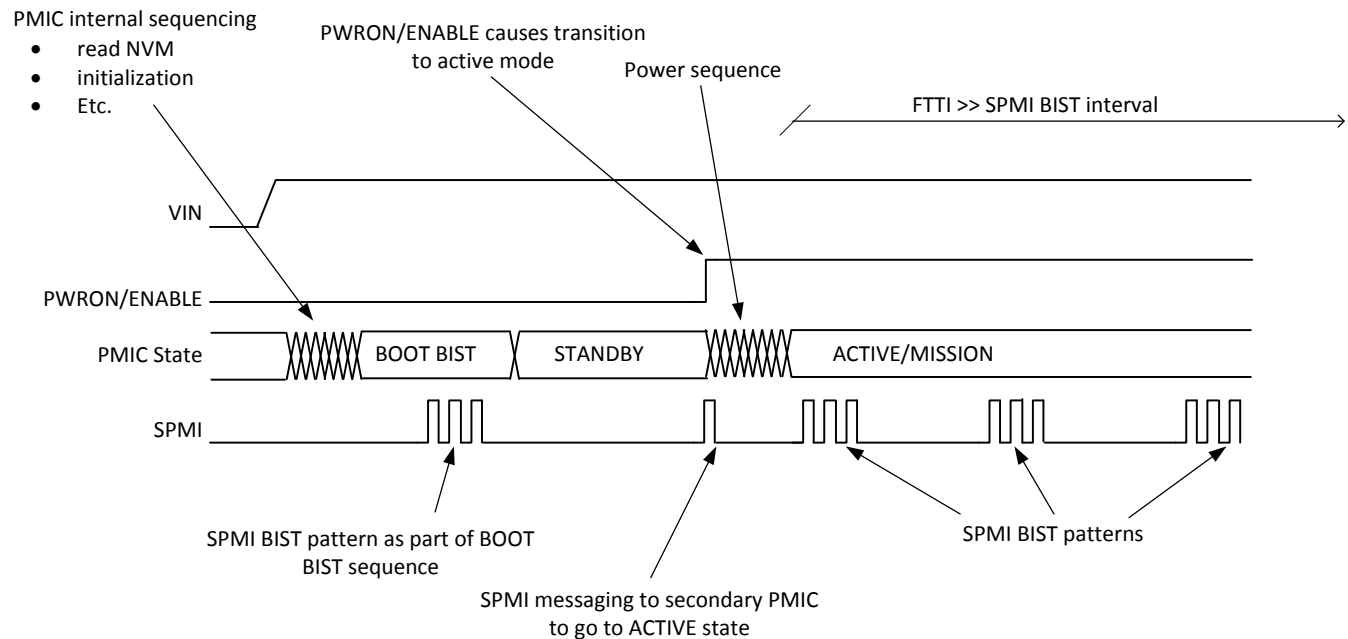 PMIC internal sequencing
• read NVM
• initialization
• Etc.
PWRON/ENABLE causes transition
to active mode
Power sequence
FTTI >> SPMI BIST interval
VIN
PWRON/ENABLE
PMIC State
BOOT BIST
STANDBY
ACTIVE/MISSION
SPMI
SPMI BIST pattern as part of BOOT
BIST sequence
SPMI messaging to secondary PMIC
to go to ACTIVE state
SPMI BIST patterns